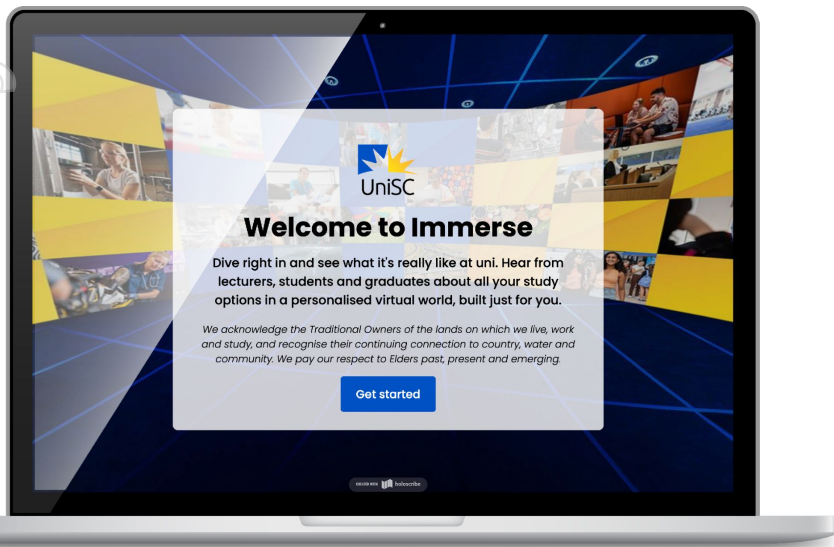 UniSC
Welcome to Immerse
Dive right in and see what it's really like at uni. Hear from
lecturers, students and graduates about all your study
options in a personalised virtual world, built just for you.
We acknowledge the Traditional Owners of the lands on which we live, work
and study, and recognise their continuing connection to country, water and
community. We pay our respect to Elders past, present and emerging.
Get started
CREATED WITH holoscribe